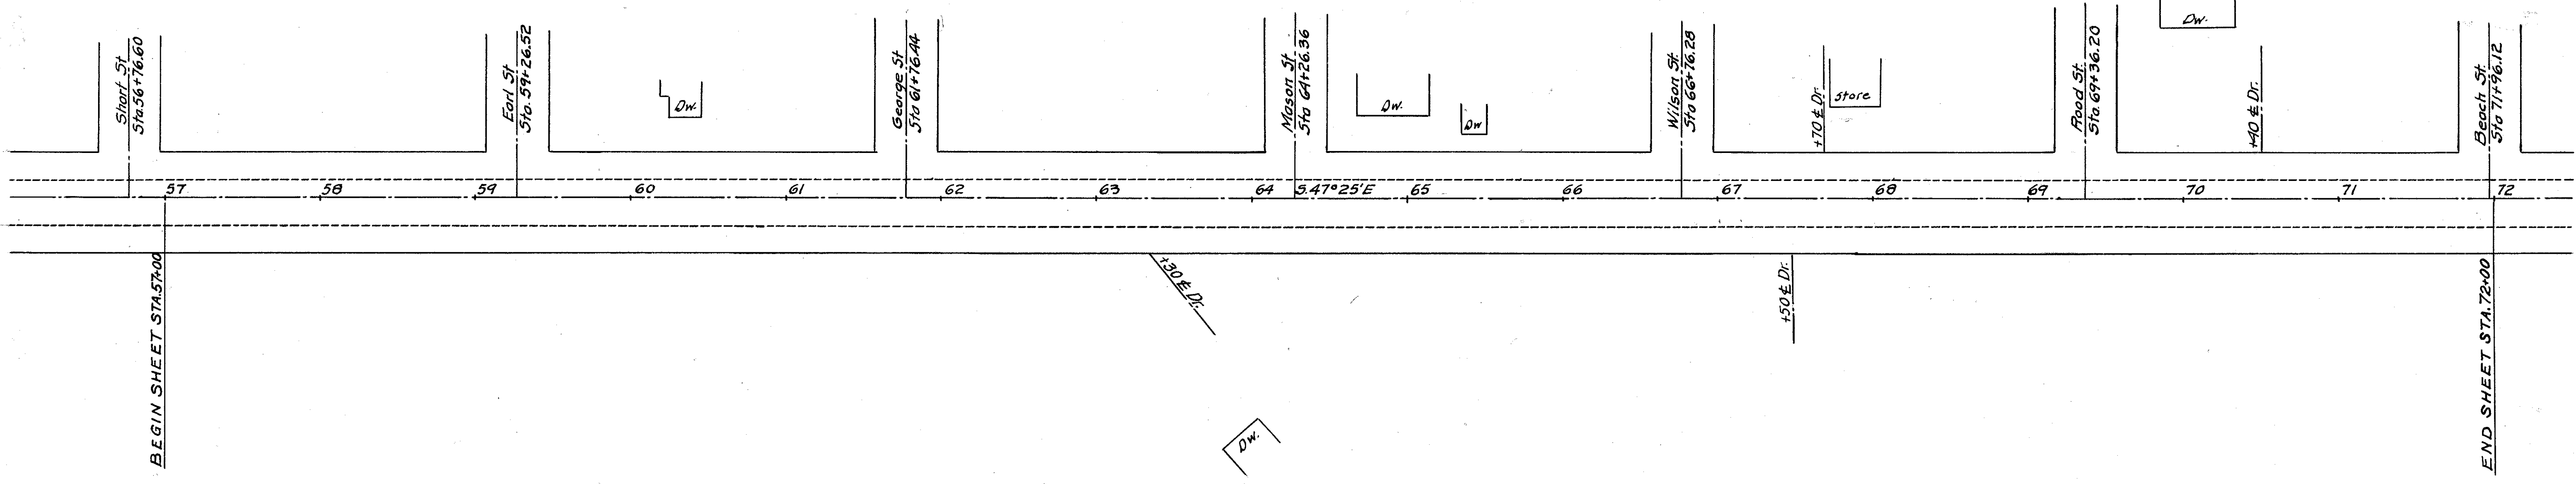 Short St
Sta.56+76.60
Earl St
Sta. 59+26.52
Dw.
George St
Sta 61+76.44
Mason St
Sta 64+26.36
Dw.
Dw
Wilson St.
Sta 66+76.28
+70 ℄ Dr.
Store
Rood St.
Sta. 69+36.20
Dw.
+40 ℄ Dr.
Beach St.
Sta 71+96.12
57 58 59 60 61 62 63 64 S.47°25'E 65 66 67 68 69 70 71 72
BEGIN SHEET STA.57+00
+30 ℄ Dr.
+50 ℄ Dr.
END SHEET STA.72+00
Dw.